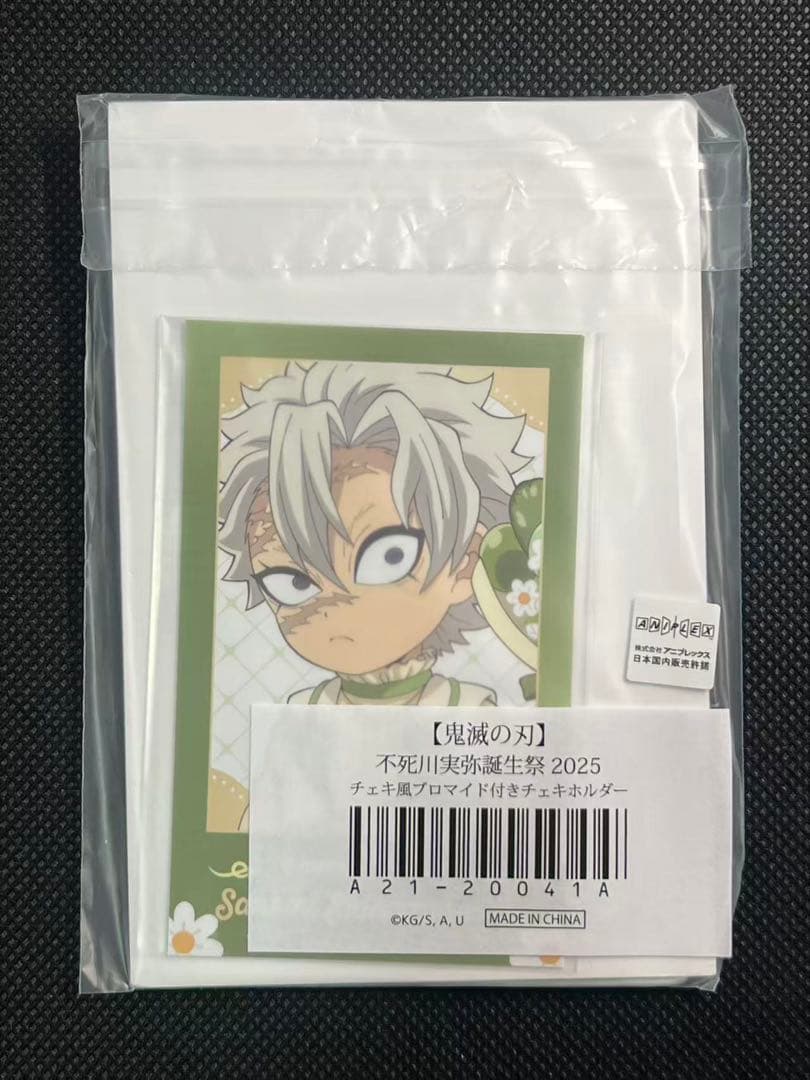 ANIPLEX
株式会社アニプレックス
日本国内販売許諾
【鬼滅の刃】
不死川実弥誕生祭 2025
チェキ風ブロマイド付きチェキホルダー
A21-20041A
©KG/S, A, U MADE IN CHINA